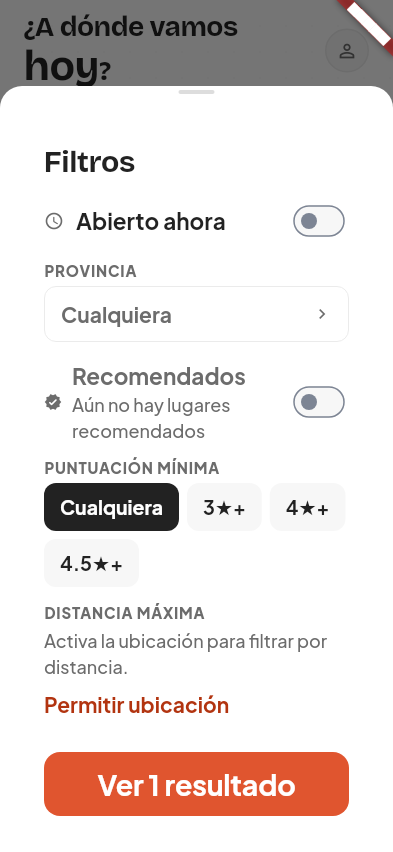 ¿A dónde vamos
hoy?
Filtros
Abierto ahora
PROVINCIA
Cualquiera
Recomendados
Aún no hay lugares
recomendados
PUNTUACIÓN MÍNIMA
Cualquiera
3★+
4★+
4.5★+
DISTANCIA MÁXIMA
Activa la ubicación para filtrar por
distancia.
Permitir ubicación
Ver 1 resultado